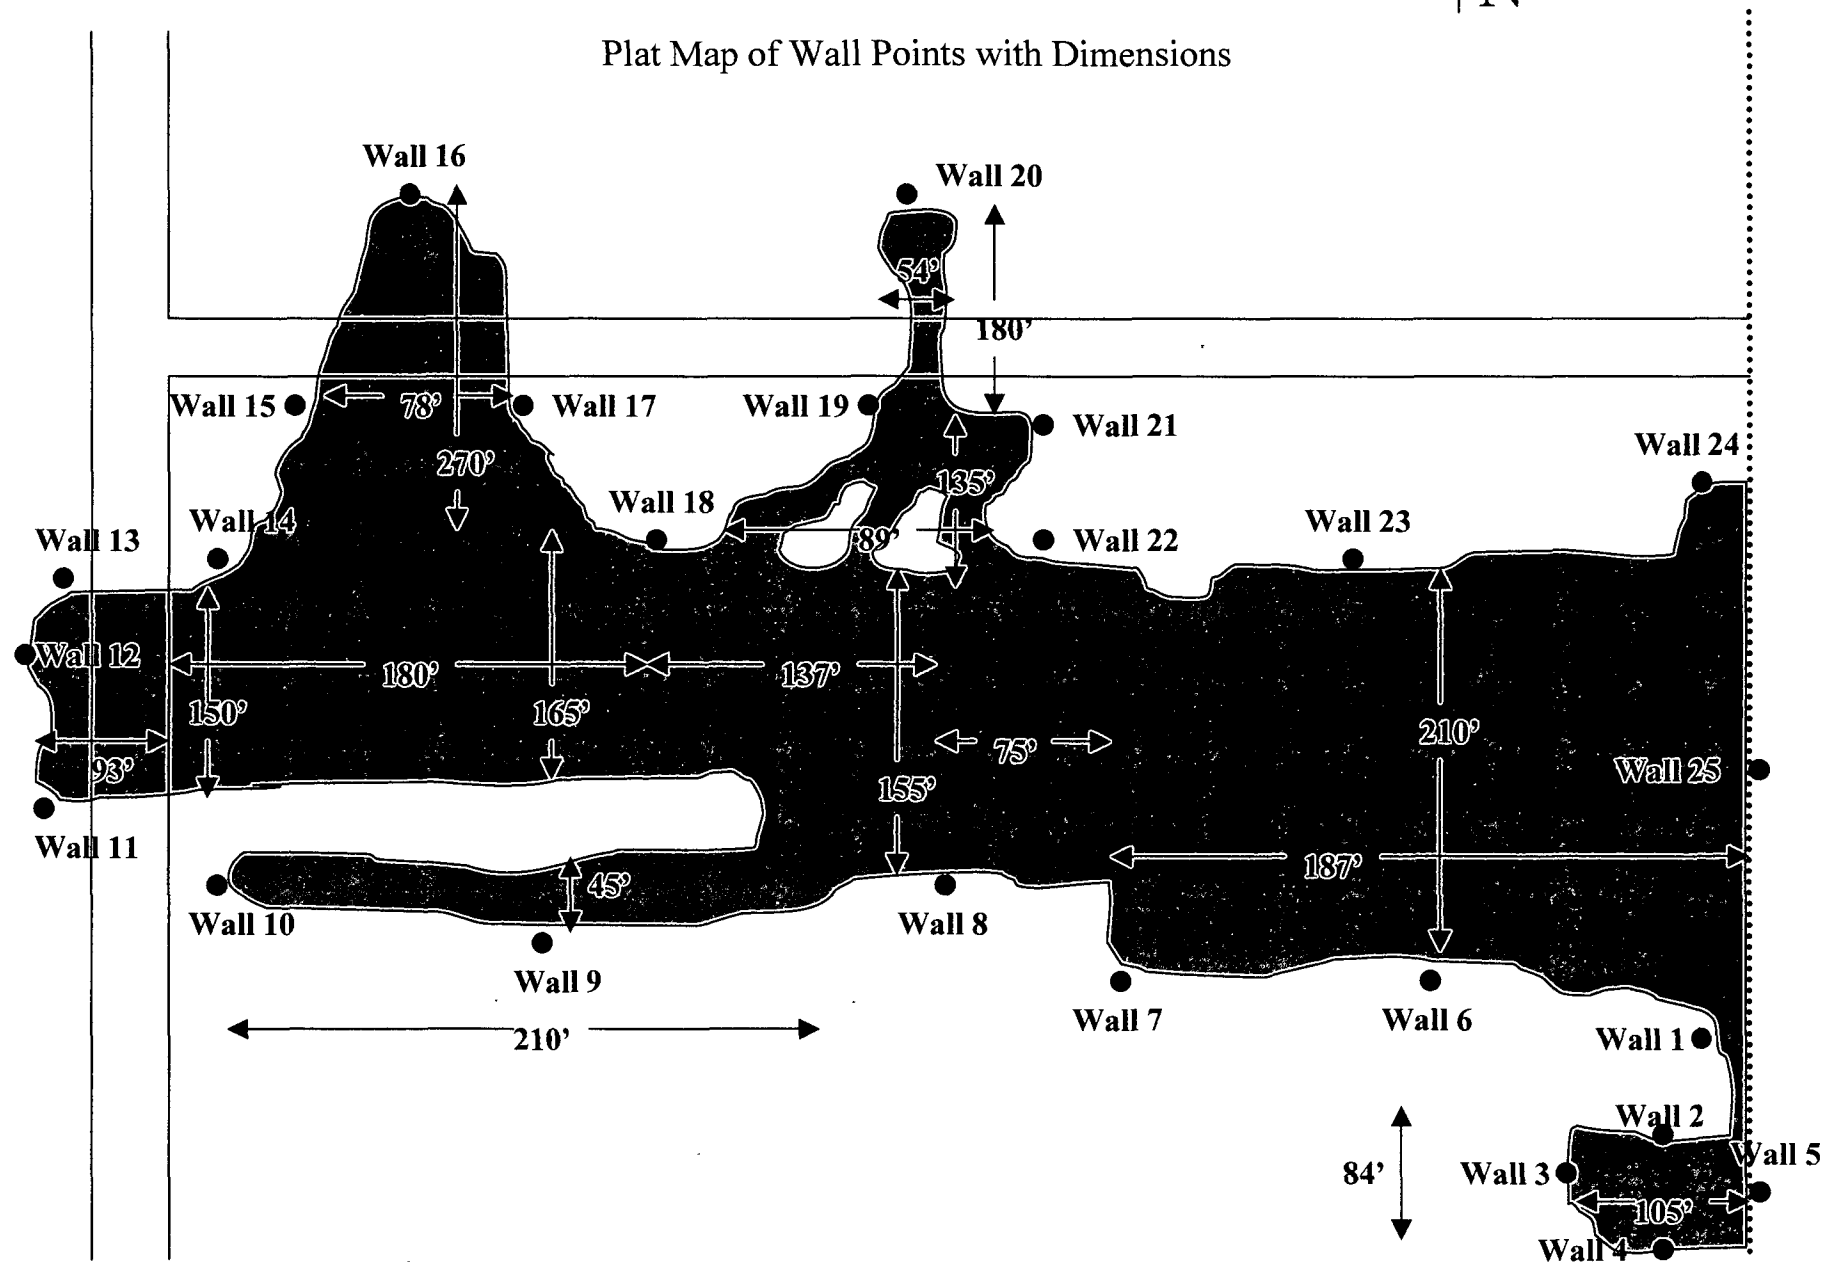 N
Plat Map of Wall Points with Dimensions
Wall 16
Wall 20
54’
180’
Wall 15
78’
Wall 17
Wall 19
Wall 21
Wall 24
270’
135’
Wall 18
Wall 14
Wall 23
Wall 13
89’
Wall 22
Wall 12
180’
137’
150’
165’
210’
75’
93’
Wall 25
155’
Wall 11
187’
45’
Wall 10
Wall 8
Wall 9
Wall 7
Wall 6
210’
Wall 1
Wall 2
Wall 5
84’
Wall 3
105’
Wall 4